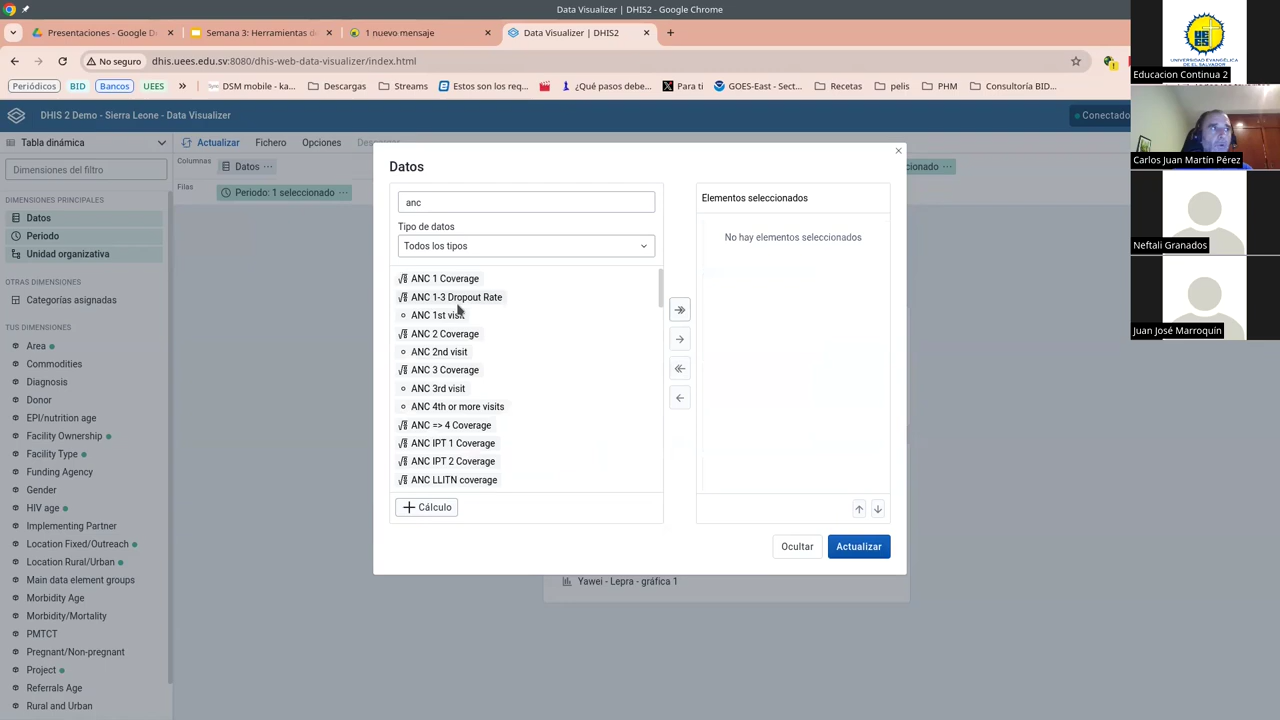 Data Visualizer | DHIS2 - Google Chrome
Presentaciones - Google D
Semana 3: Herramientas d
1 nuevo mensaje
Data Visualizer | DHIS2
No seguro
dhis.uees.edu.sv:8080/dhis-web-data-visualizer/index.html
Periódicos
BID
Bancos
UEES
DSM mobile - ka...
Descargas
Streams
Estos son los req...
¿Qué pasos debe...
Para ti
GOES-East - Sect...
Recetas
pelis
PHM
Consultoría BID...
DHIS 2 Demo - Sierra Leone - Data Visualizer
Conectado
Tabla dinámica
Actualizar
Fichero
Opciones
Columnas
Datos
cionado
Filas
Periodo: 1 seleccionado
Dimensiones del filtro
DIMENSIONES PRINCIPALES
Datos
Periodo
Unidad organizativa
OTRAS DIMENSIONES
Categorías asignadas
TUS DIMENSIONES
Area
Commodities
Diagnosis
Donor
EPI/nutrition age
Facility Ownership
Facility Type
Funding Agency
Gender
HIV age
Implementing Partner
Location Fixed/Outreach
Location Rural/Urban
Main data element groups
Morbidity Age
Morbidity/Mortality
PMTCT
Pregnant/Non-pregnant
Project
Referrals Age
Rural and Urban
Datos
anc
Tipo de datos
Todos los tipos
ANC 1 Coverage
ANC 1-3 Dropout Rate
ANC 1st visit
ANC 2 Coverage
ANC 2nd visit
ANC 3 Coverage
ANC 3rd visit
ANC 4th or more visits
ANC => 4 Coverage
ANC IPT 1 Coverage
ANC IPT 2 Coverage
ANC LLITN coverage
Cálculo
Elementos seleccionados
No hay elementos seleccionados
Ocultar
Actualizar
Yawei - Lepra - gráfica 1
UEES
UNIVERSIDAD EVANGÉLICA
DE EL SALVADOR
Educacion Continua 2
Carlos Juan Martín Pérez
Neftali Granados
Juan José Marroquín